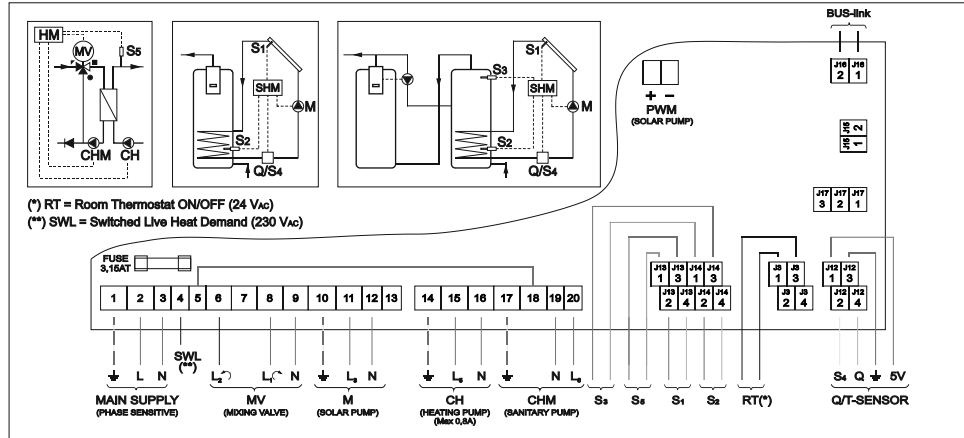 HM
MV
S5
CHM
CH
S1
SHM
M
S2
Q/S4
S1
S3
SHM
M
S2
Q/S4
BUS-link
J16 2
J16 1
+ −
PWM
(SOLAR PUMP)
J15 2
J15 1
J17 3
J17 2
J17 1
(*) RT = Room Thermostat ON/OFF (24 VAC)
(**) SWL = Switched Live Heat Demand (230 VAC)
FUSE
3,15AT
J13 1
J13 3
J14 1
J14 3
J13 2
J13 4
J14 2
J14 4
J3 1
J3 3
J3 2
J3 4
J12 1
J12 3
J12 2
J12 4
1 2 3 4 5 6 7 8 9 10 11 12 13
14 15 16 17 18 19 20
SWL
(**)
L N L2 L1 N L3 N L5 N N L6
S4 Q 5V
MAIN SUPPLY
(PHASE SENSITIVE)
MV
(MIXING VALVE)
M
(SOLAR PUMP)
CH
(HEATING PUMP)
(Max 0,8A)
CHM
(SANITARY PUMP)
S3
S5
S1
S2
RT(*)
Q/T-SENSOR